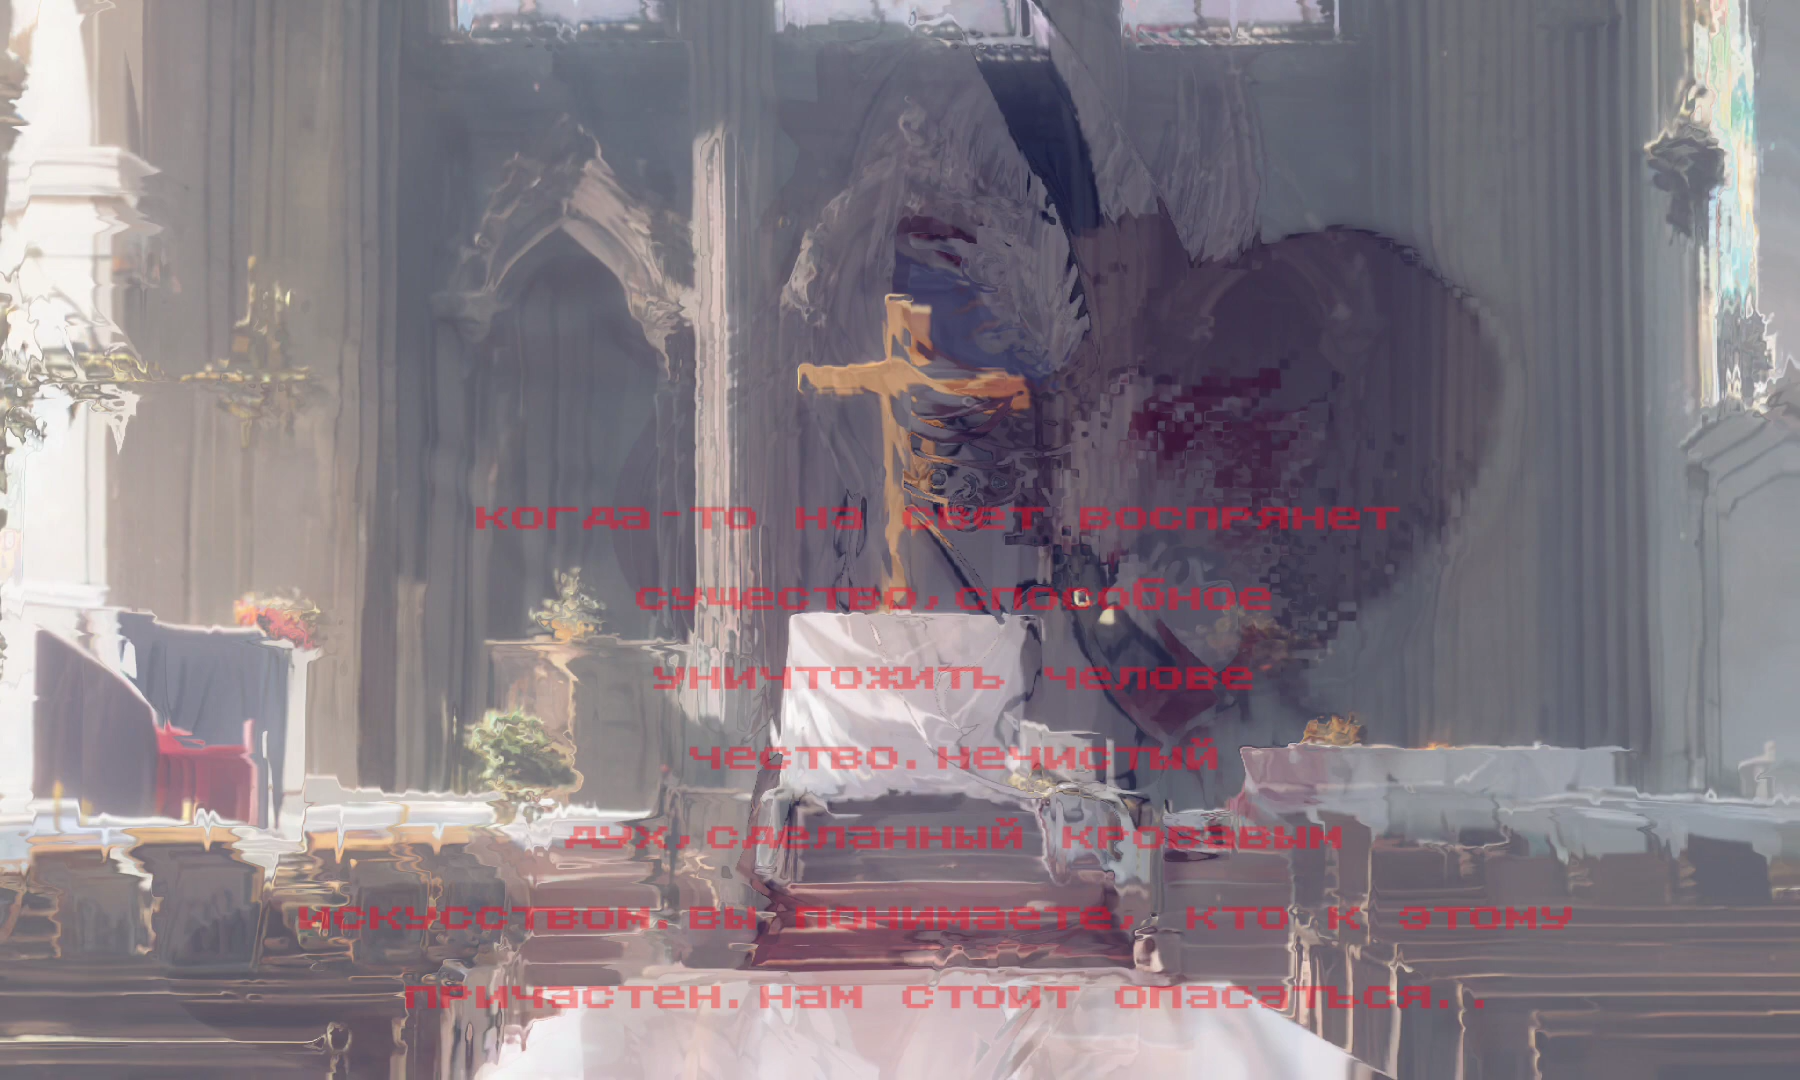 когда-то на свет воспрянет
существо,способное
уничтожить челове
чество.нечистый
дух,сделанный кровавым
искусством.вы понимаете, кто к этому
причастен.нам стоит опасаться..